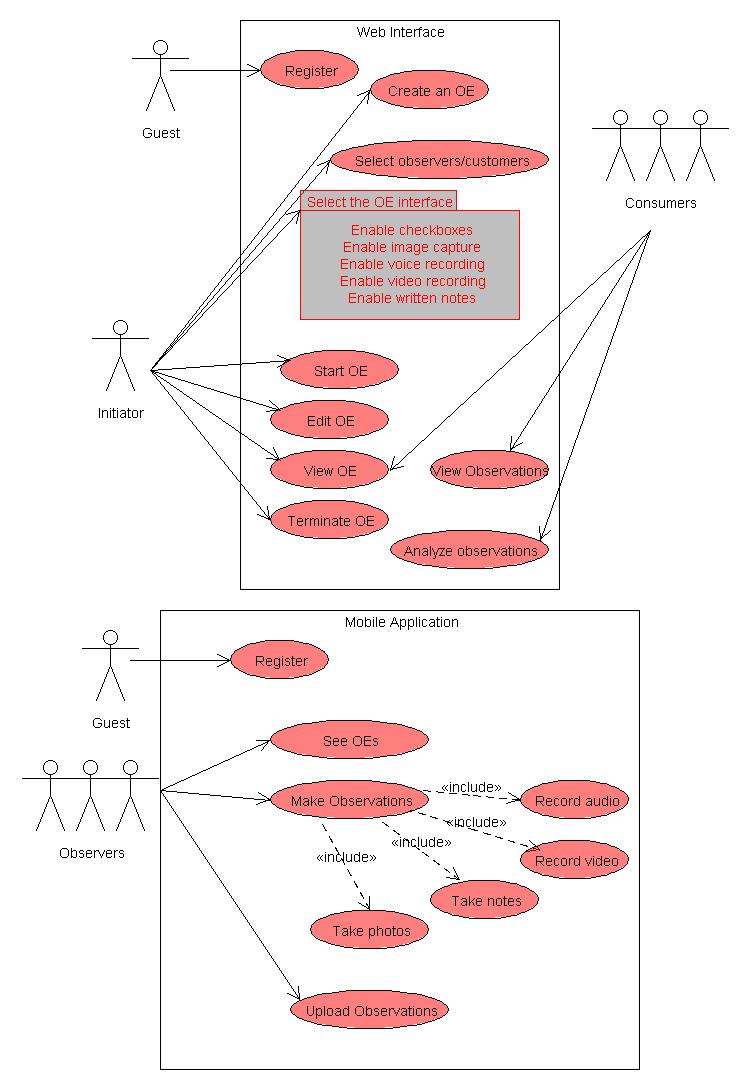 Web Interface
Register
Create an OE
Guest
Select observers/customers
Consumers
Select the OE interface
Enable checkboxes
Enable image capture
Enable voice recording
Enable video recording
Enable written notes
Initiator
Start OE
Edit OE
View OE
View Observations
Terminate OE
Analyze observations
Mobile Application
Register
Guest
See OEs
Make Observations
«include»
Record audio
«include»
«include»
«include»
Record video
Observers
Take notes
Take photos
Upload Observations